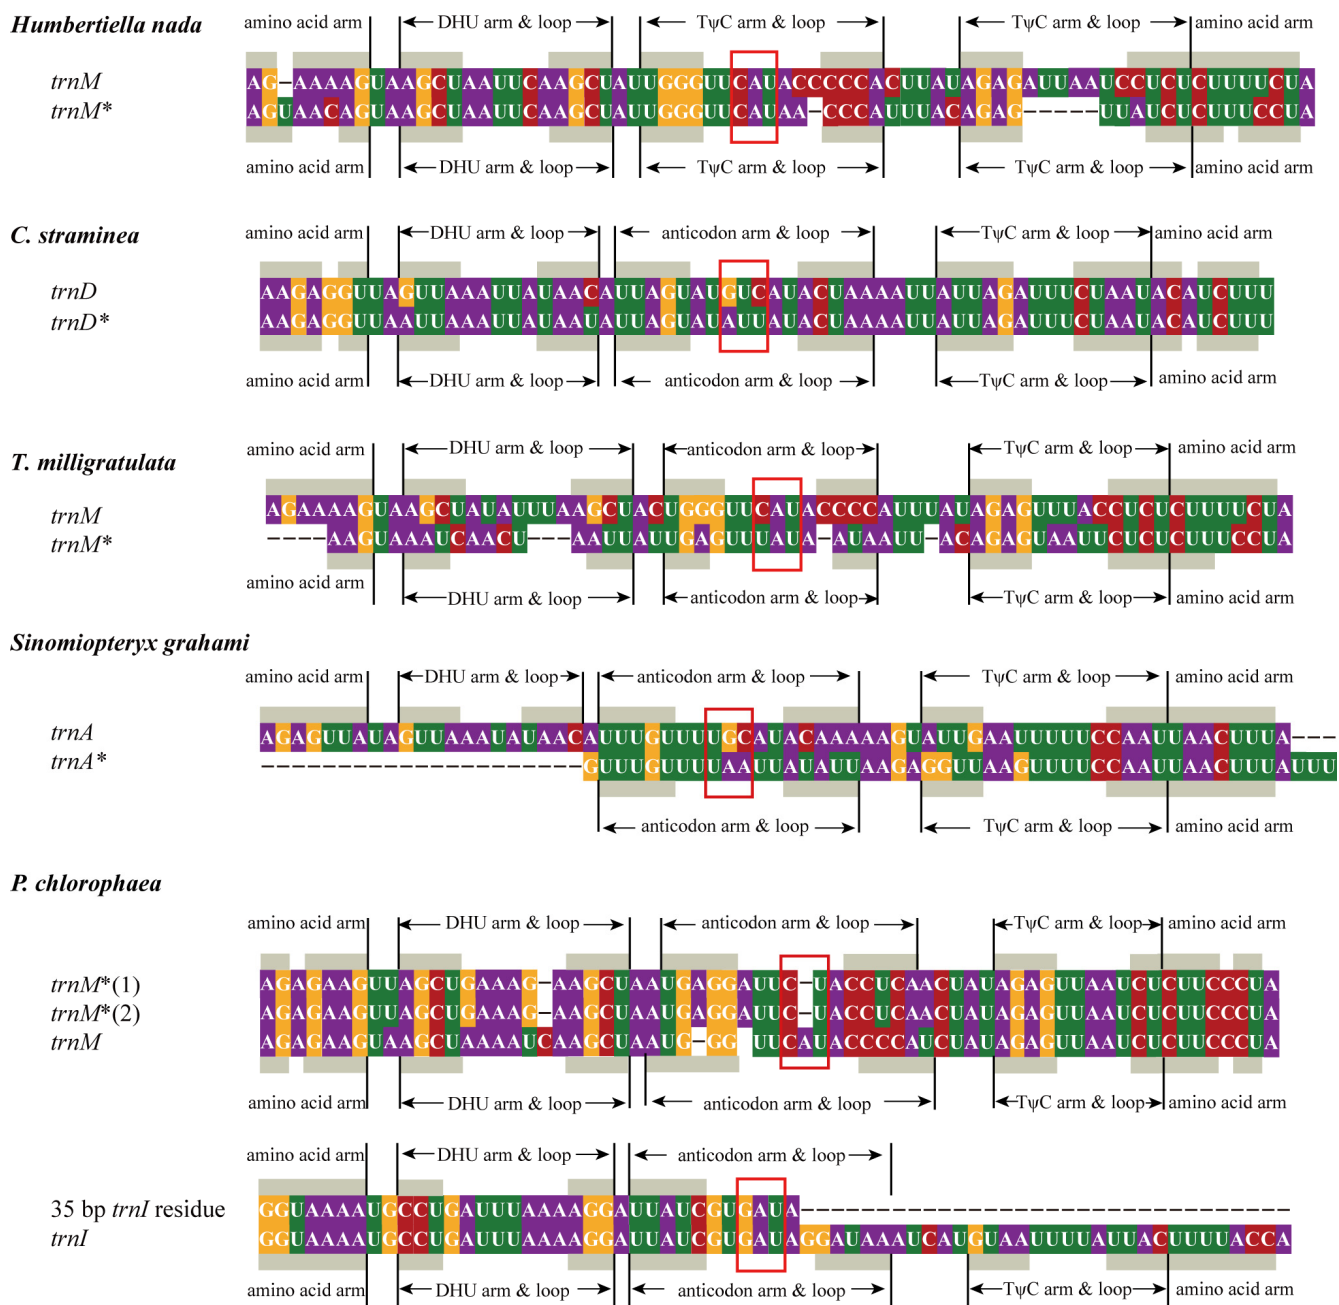 Humbertiella nada
amino acid arm DHU arm & loop TψC arm & loop TψC arm & loop amino acid arm
trnM AG–AAAAGUAAGCUAAUUCAAGCUAUUGGGUUCAUACCCCCACUUAUAGAGAUUAAUCCUCUCUUUUCUA
trnM* AGUAACAGUAAGCUAAUUCAAGCUAUUGGGUUCAUAA–CCCAUUUACAGAG–––––UUAUCUCUUUCCUA
amino acid arm DHU arm & loop TψC arm & loop TψC arm & loop amino acid arm
C. straminea
amino acid arm DHU arm & loop anticodon arm & loop TψC arm & loop amino acid arm
trnD AAGAGGUUAGUUAAAUUAUAACAUUAGUAUGUCAUACUAAAAUUAUUAGAUUUCUAAUACAUCUUU
trnD* AAGAGGUUAAUUAAAUUAUAAUAUUAGUAUAUUAUACUAAAAUUAUUAGAUUUCUAAUACAUCUUU
amino acid arm DHU arm & loop anticodon arm & loop TψC arm & loop amino acid arm
T. milligratulata
amino acid arm DHU arm & loop anticodon arm & loop TψC arm & loop amino acid arm
trnM AGAAAAGUAAGCUAUAUUUAAGCUACUGGGUUCAUACCCCAUUUAUAGAGUUUACCUCUCUUUUCUA
trnM* ––––AAGUAAAUCAACU–––AAUUAUUGAGUUUAUA–AUAAUU–ACAGAGUAAUUCUCUCUUUCCUA
amino acid arm DHU arm & loop anticodon arm & loop TψC arm & loop amino acid arm
Sinomiopteryx grahami
amino acid arm DHU arm & loop anticodon arm & loop TψC arm & loop amino acid arm
trnA AGAGUUAUAGUUAAAUAUAACAUUUGUUUUGCAUACAAAAAGUAUUGAAUUUUUCCAAUUAACUUUA–––
trnA* –––––––––––––––––––––GUUUGUUUUAAUUAUAUUAAGAGGUUAAGUUUUCCAAUUAACUUUAUUU
anticodon arm & loop TψC arm & loop amino acid arm
P. chlorophaea
amino acid arm DHU arm & loop anticodon arm & loop TψC arm & loop amino acid arm
trnM*(1) AGAGAAGUUAGCUGAAAG–AAGCUAAUGAGGAUUC–UACCUCAACUAUAGAGUUAAUCUCUUCCCUA
trnM*(2) AGAGAAGUUAGCUGAAAG–AAGCUAAUGAGGAUUC–UACCUCAACUAUAGAGUUAAUCUCUUCCCUA
trnM AGAGAAGUAAGCUAAAAUCAAGCUAAUG–GG UUCAUACCCCAUCUAUAGAGUUAAUCUCUUCCCUA
amino acid arm DHU arm & loop anticodon arm & loop TψC arm & loop amino acid arm
amino acid arm DHU arm & loop anticodon arm & loop
35 bp trnI residue GGUAAAAUGCCUGAUUUAAAAGGAUUAUCGUGAUA––––––––––––––––––––––––––––––––
trnI GGUAAAAUGCCUGAUUUAAAAGGAUUAUCGUGAUAGGAUAAAUCAUGUAAUUUUAUUACUUUUACCA
amino acid arm DHU arm & loop anticodon arm & loop TψC arm & loop amino acid arm